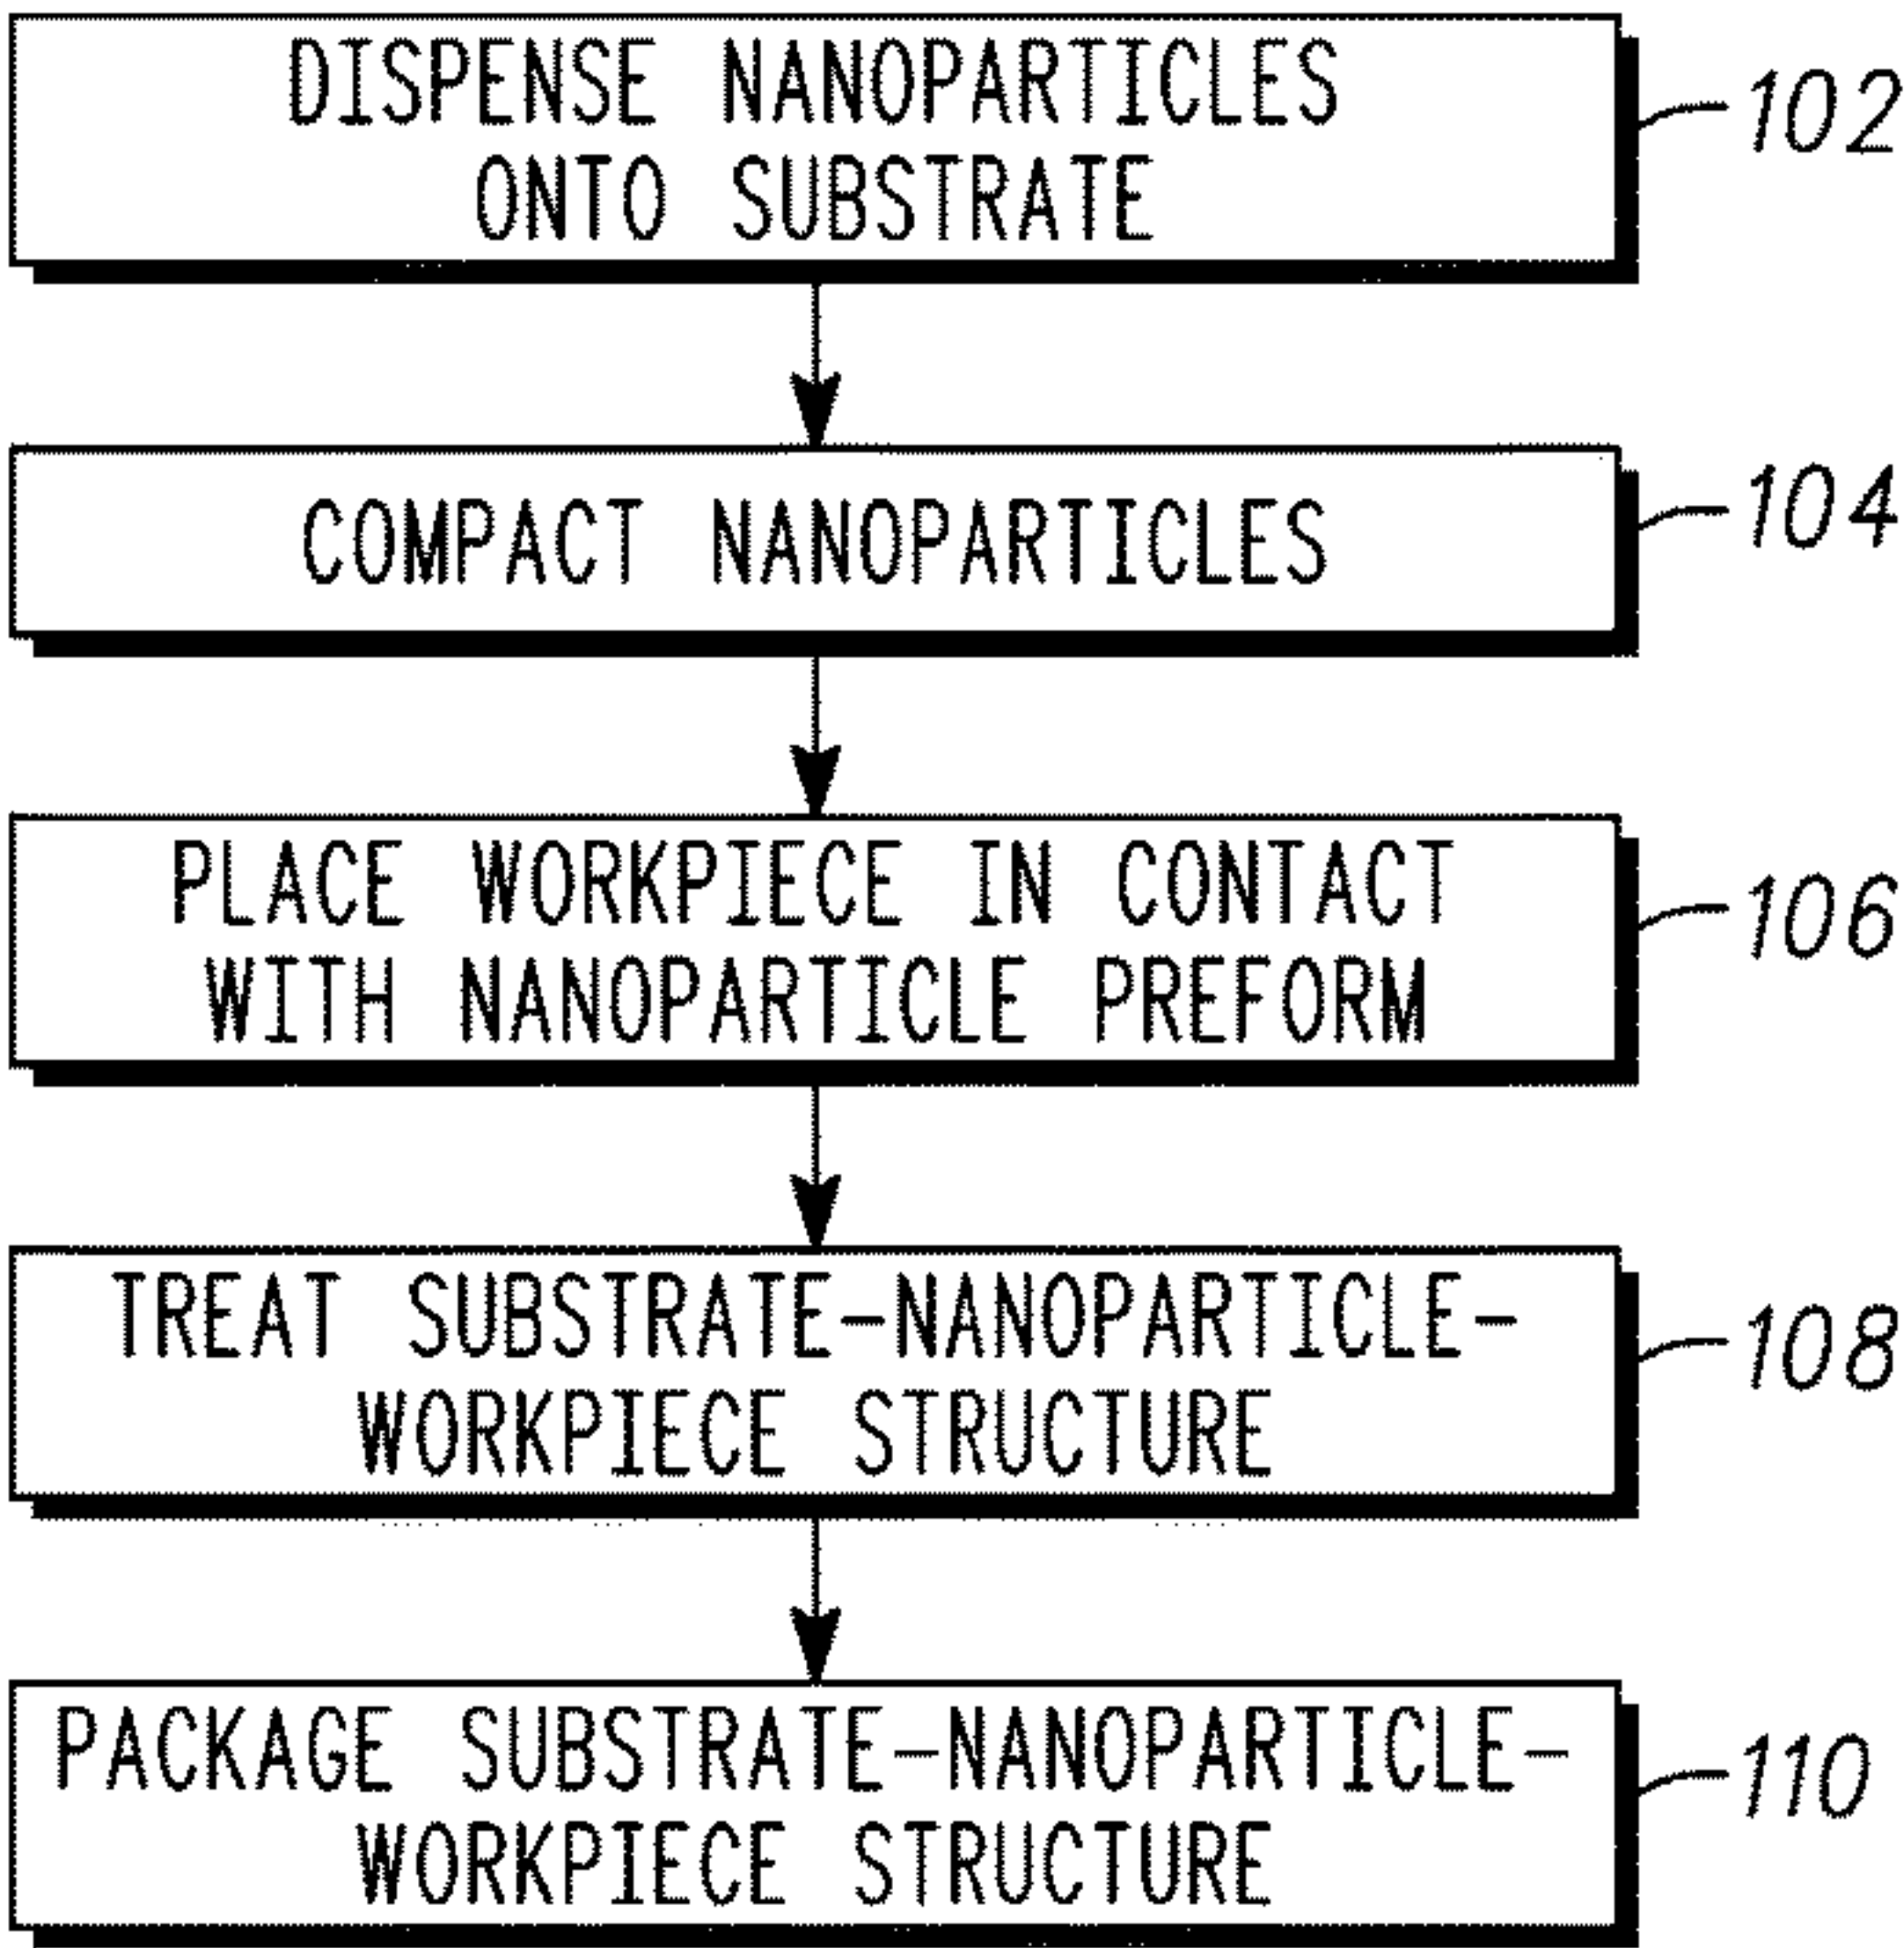 DISPENSE NANOPARTICLES
ONTO SUBSTRATE
102
COMPACT NANOPARTICLES
104
PLACE WORKPIECE IN CONTACT
WITH NANOPARTICLE PREFORM
106
TREAT SUBSTRATE-NANOPARTICLE-
WORKPIECE STRUCTURE
108
PACKAGE SUBSTRATE-NANOPARTICLE-
WORKPIECE STRUCTURE
110